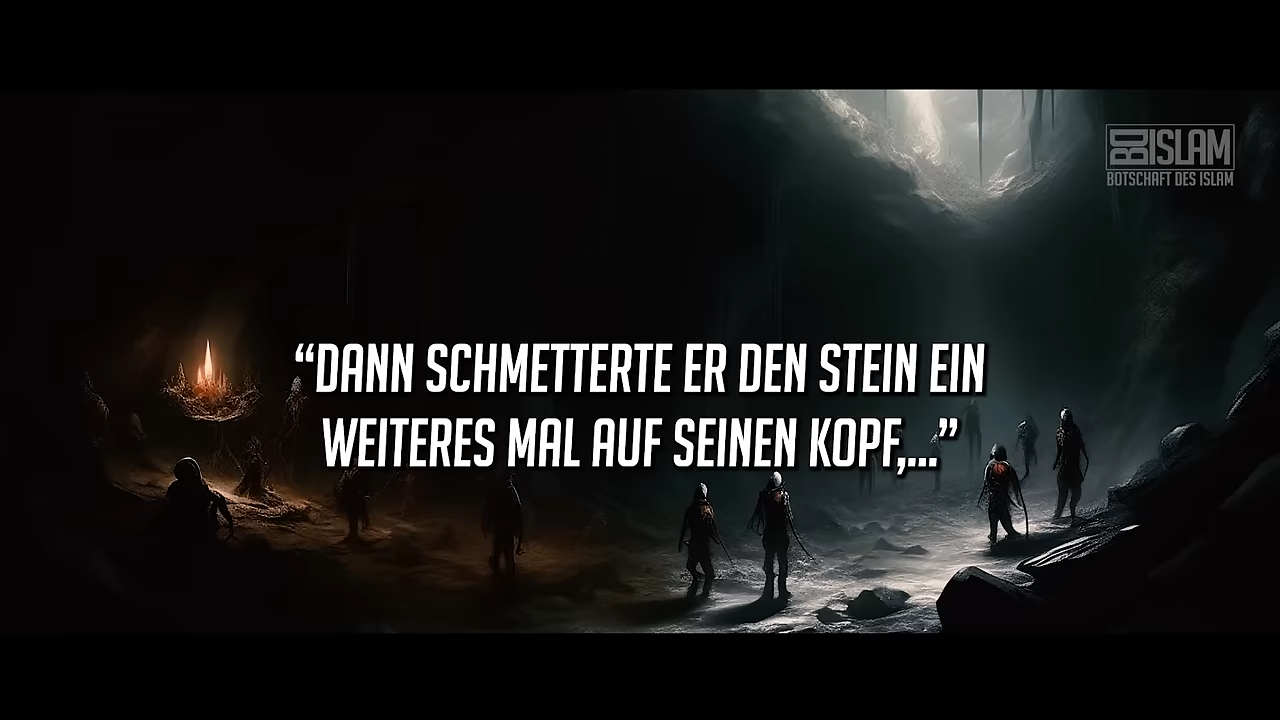 BDISLAM
BOTSCHAFT DES ISLAM
“DANN SCHMETTERTE ER DEN STEIN EIN
WEITERES MAL AUF SEINEN KOPF,...”